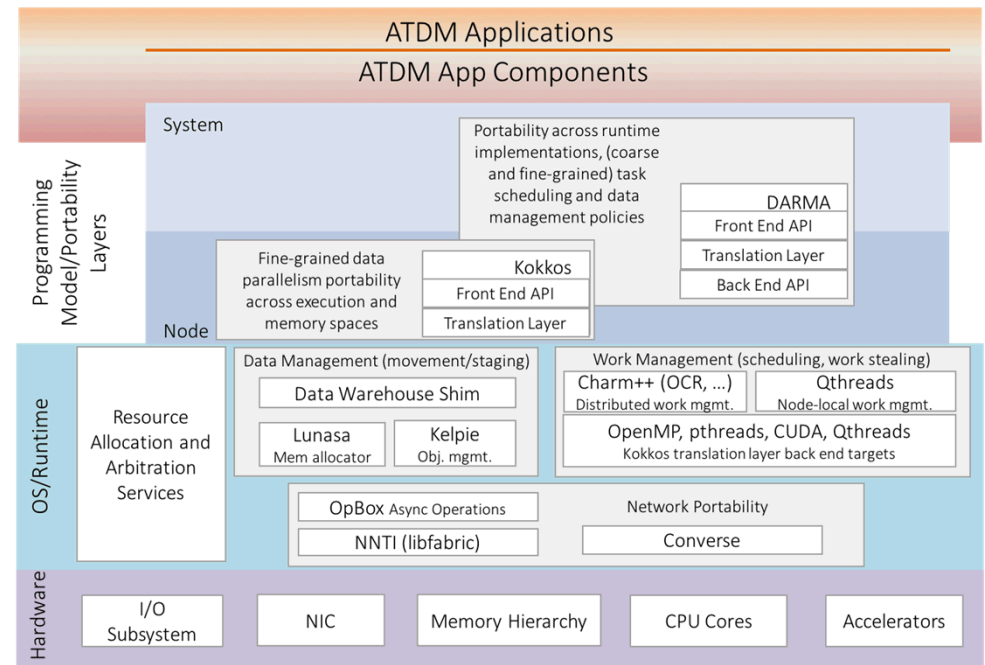 ATDM Applications
ATDM App Components
System
Portability across runtime
implementations, (coarse
and fine-grained) task
scheduling and data
management policies
DARMA
Front End API
Translation Layer
Back End API
Programming
Model/Portability
Layers
Fine-grained data
parallelism portability
across execution and
memory spaces
Kokkos
Front End API
Translation Layer
Node
OS/Runtime
Resource
Allocation and
Arbitration
Services
Data Management (movement/staging)
Data Warehouse Shim
Lunasa
Mem allocator
Kelpie
Obj. mgmt.
Work Management (scheduling, work stealing)
Charm++ (OCR, ...)
Distributed work mgmt.
Qthreads
Node-local work mgmt.
OpenMP, pthreads, CUDA, Qthreads
Kokkos translation layer back end targets
OpBox Async Operations
NNTI (libfabric)
Network Portability
Converse
Hardware
I/O
Subsystem
NIC
Memory Hierarchy
CPU Cores
Accelerators